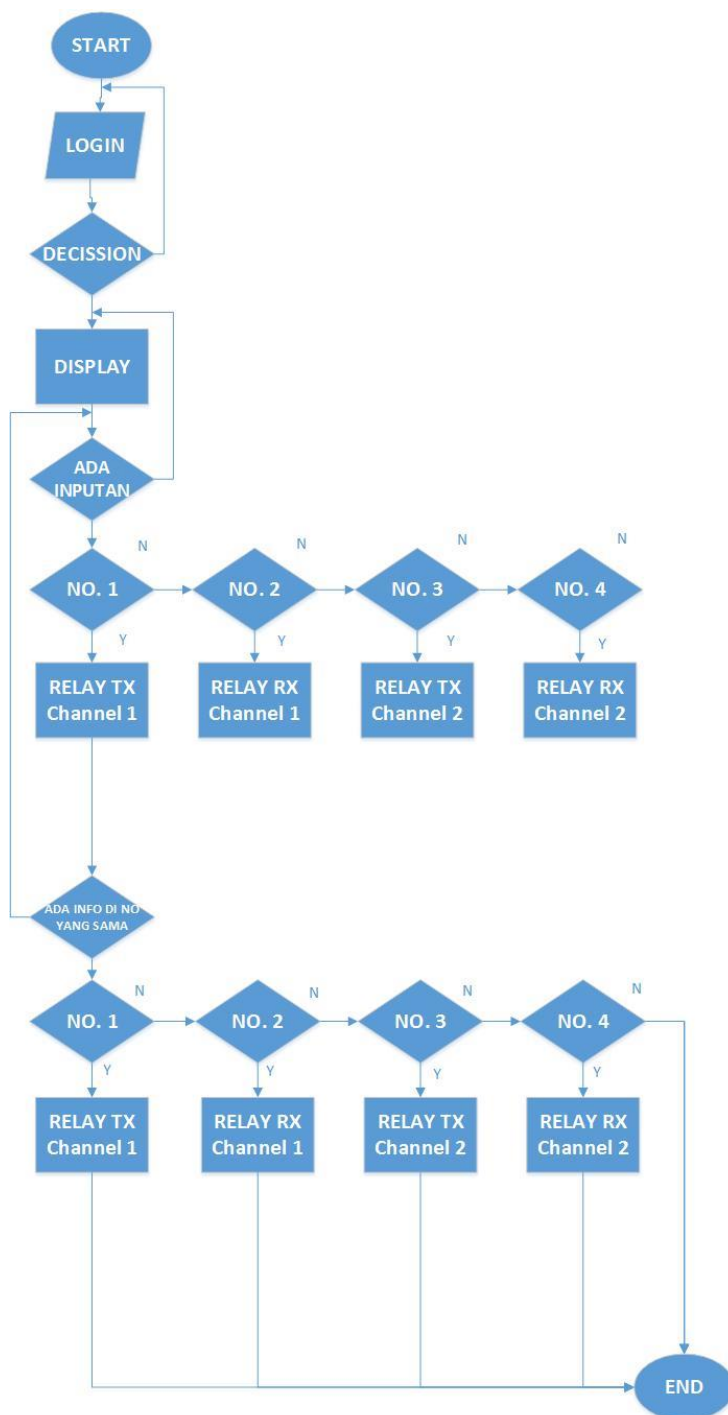 START
LOGIN
DECISSION
DISPLAY
ADA
INPUTAN
N
N
N
N
NO. 1
NO. 2
NO. 3
NO. 4
Y
Y
Y
Y
RELAY TX
Channel 1
RELAY RX
Channel 1
RELAY TX
Channel 2
RELAY RX
Channel 2
ADA INFO DI NO
YANG SAMA
N
N
N
N
NO. 1
NO. 2
NO. 3
NO. 4
Y
Y
Y
Y
RELAY TX
Channel 1
RELAY RX
Channel 1
RELAY TX
Channel 2
RELAY RX
Channel 2
END